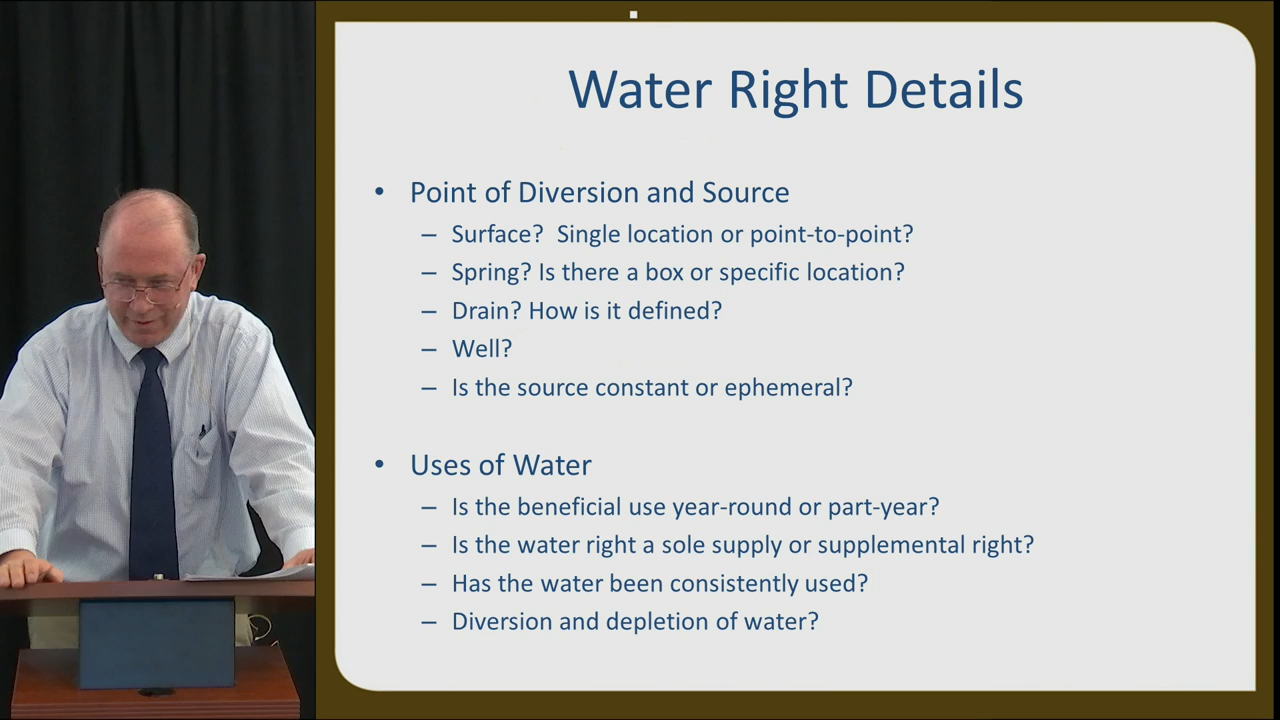 Water Right Details
• Point of Diversion and Source
– Surface?  Single location or point-to-point?
– Spring? Is there a box or specific location?
– Drain? How is it defined?
– Well?
– Is the source constant or ephemeral?
• Uses of Water
– Is the beneficial use year-round or part-year?
– Is the water right a sole supply or supplemental right?
– Has the water been consistently used?
– Diversion and depletion of water?